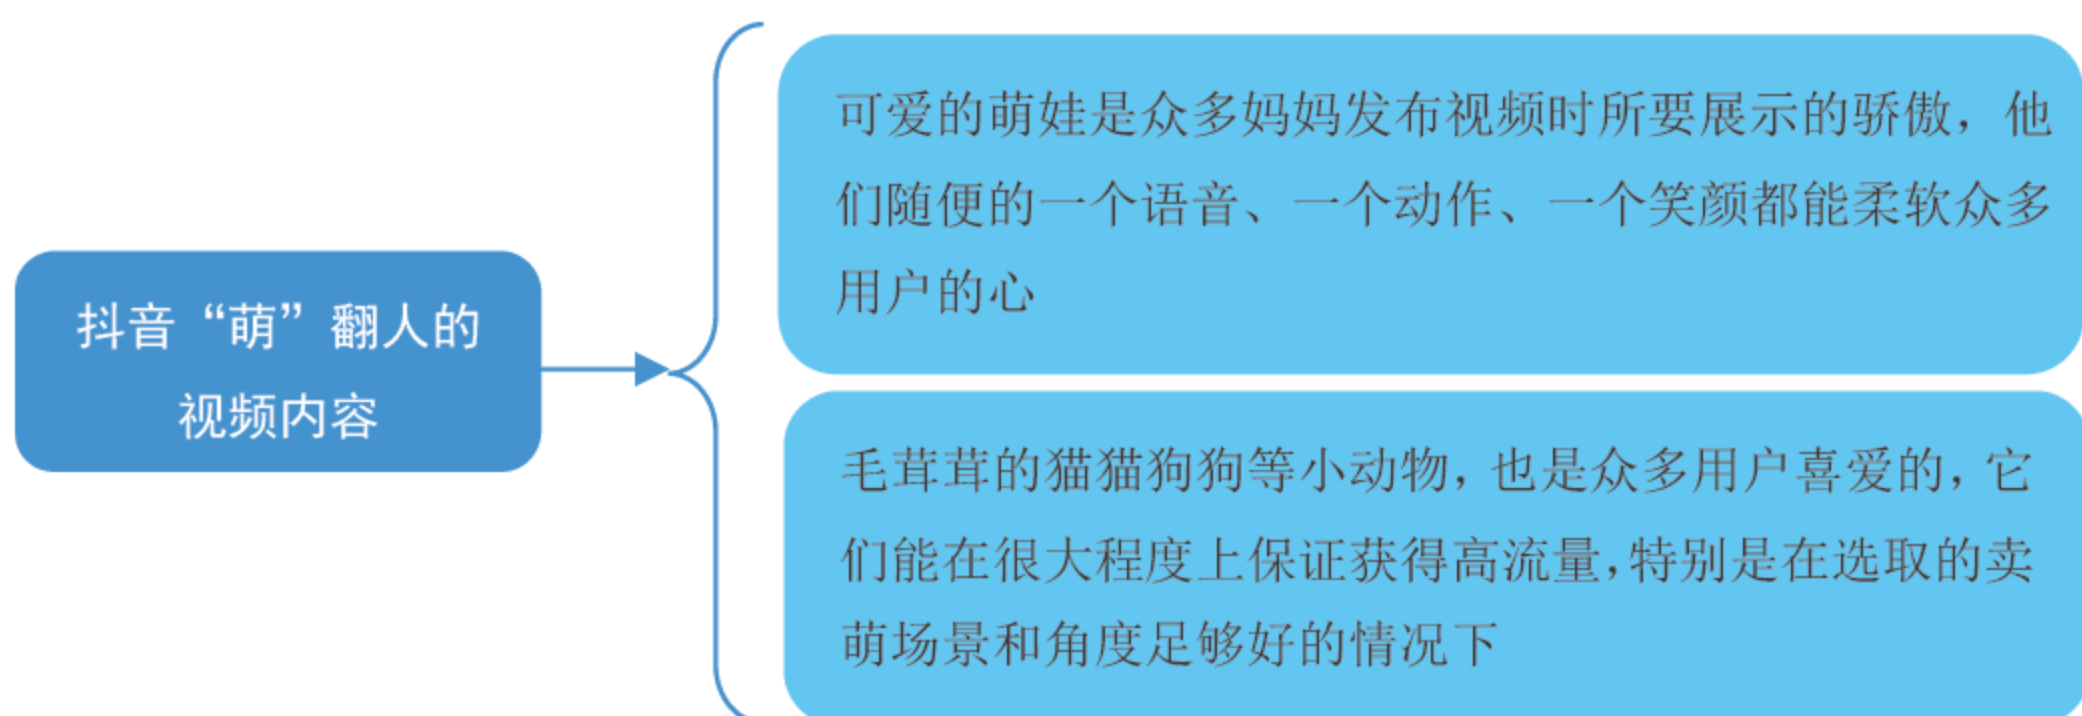 抖音“萌”翻人的
视频内容
可爱的萌娃是众多妈妈发布视频时所要展示的骄傲，他
们随便的一个语音、一个动作、一个笑颜都能柔软众多
用户的心
毛茸茸的猫猫狗狗等小动物，也是众多用户喜爱的，它
们能在很大程度上保证获得高流量，特别是在选取的卖
萌场景和角度足够好的情况下